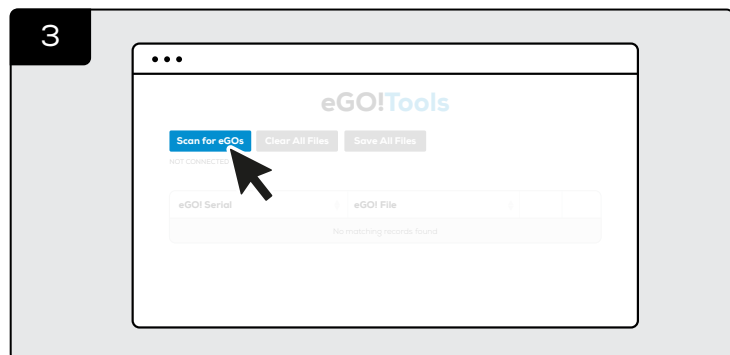 3
eGO!Tools
Scan for eGOs Clear All Files Save All Files
NOT CONNECTED
eGO! Serial eGO! File
No matching records found